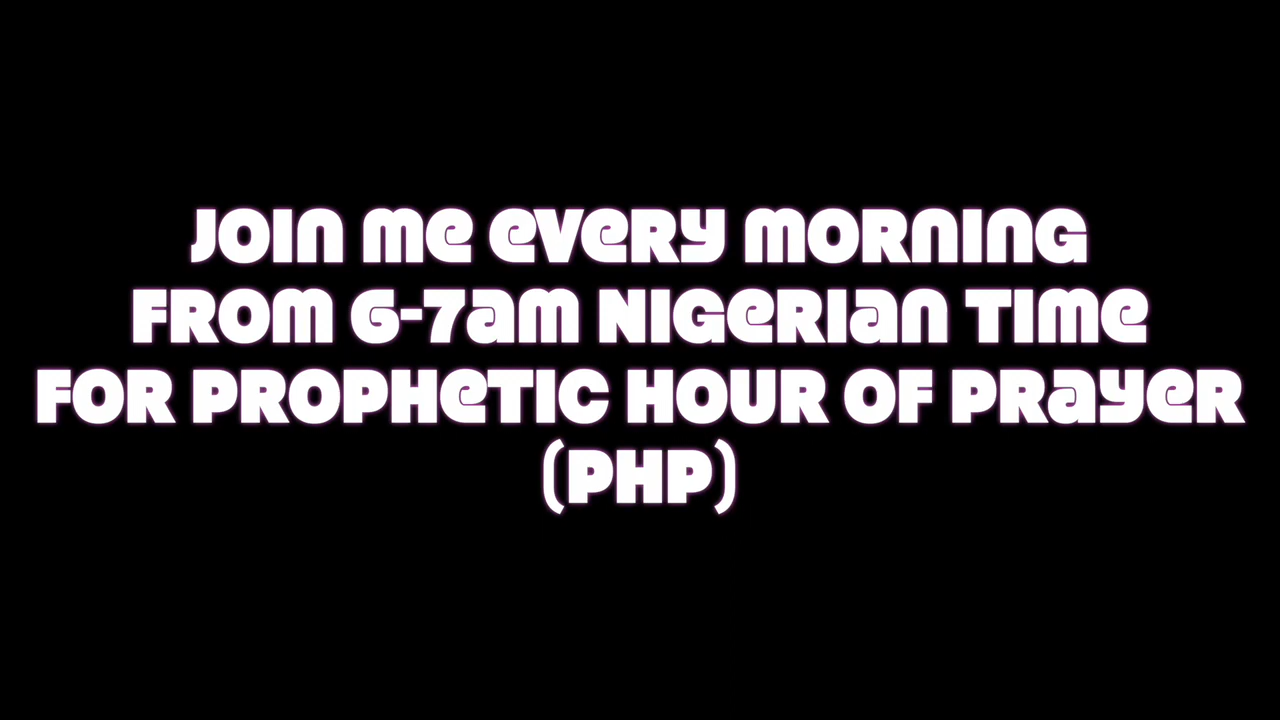 JOIN ME EVERY MORNING
FROM 6-7AM NIGERIAN TIME
FOR PROPHETIC HOUR OF PRAYER
(PHP)